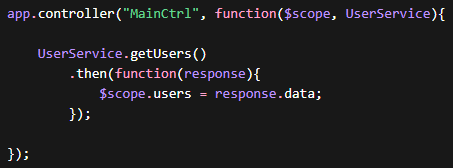 app.controller("MainCtrl", function($scope, UserService){
UserService.getUsers()
.then(function(response){
$scope.users = response.data;
});
});